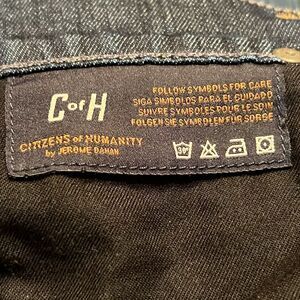 CofH
CITIZENS of HUMANITY
by JEROME DAHAN
FOLLOW SYMBOLS FOR CARE
SIGA SIMBOLOS PARA EL CUIDADO
SUIVRE SYMBOLES POUR LE SOIN
FOLGEN SIE SYMBOLEN FUR SORGE
30°